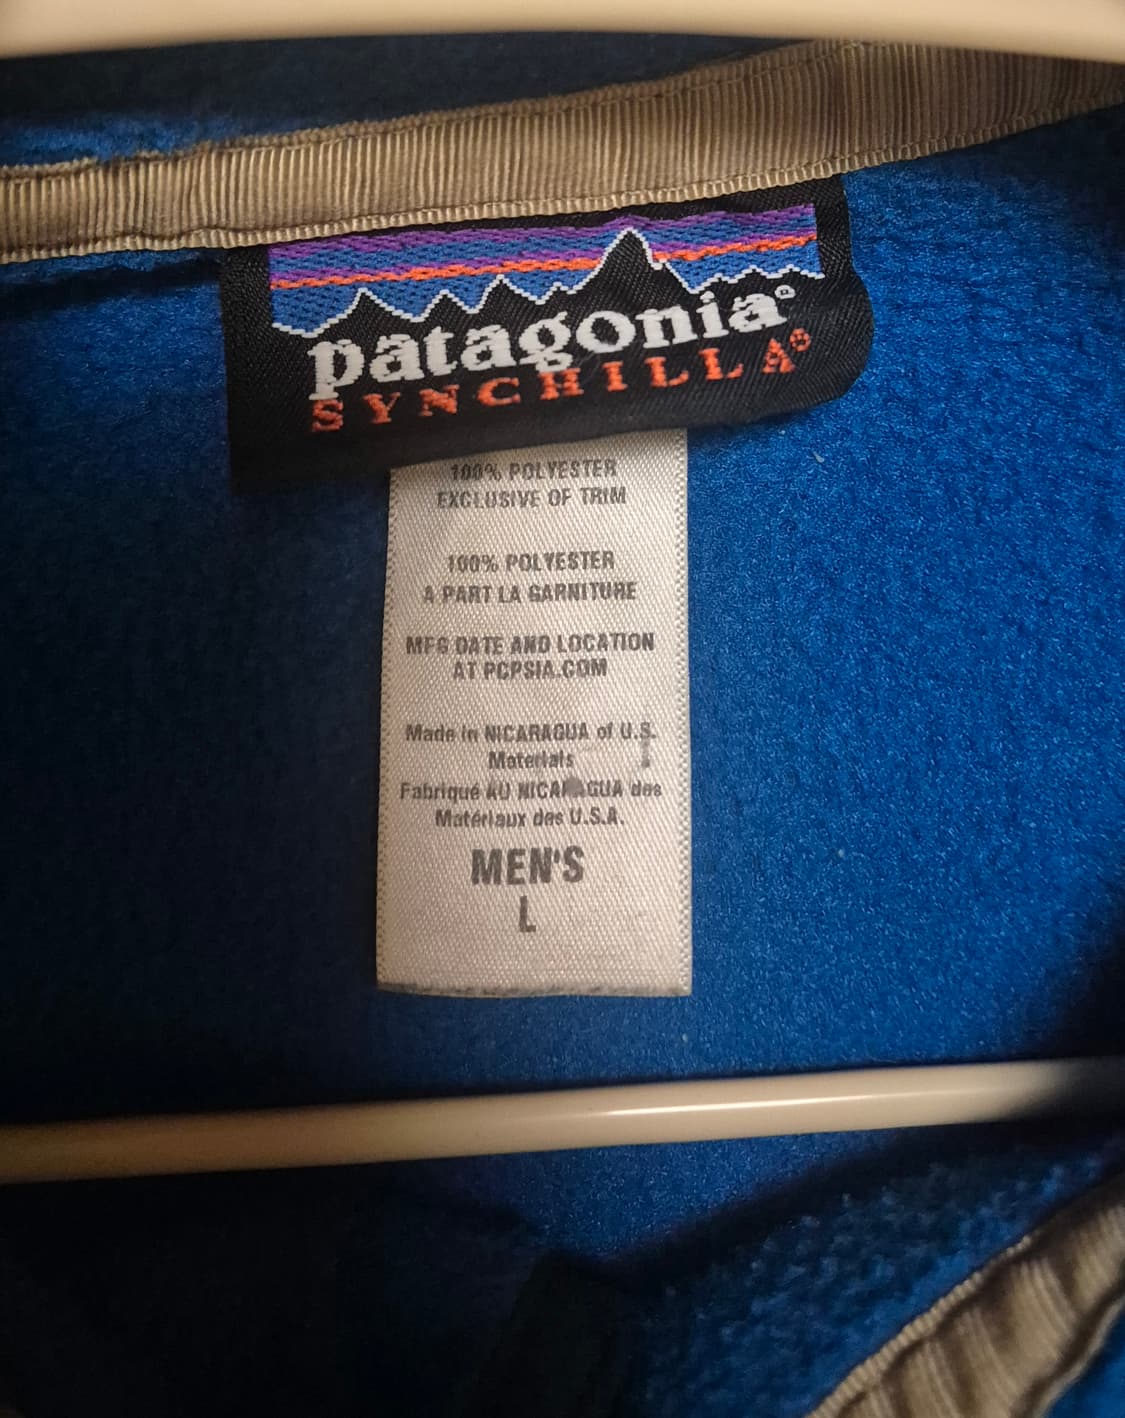 patagonia®
SYNCHILLA®
100% POLYESTER
EXCLUSIVE OF TRIM
100% POLYESTER
A PART LA GARNITURE
MFG DATE AND LOCATION
AT PCPSIA.COM
Made in NICARAGUA of U.S.
Materials
Fabriqué AU NICARAGUA des
Matériaux des U.S.A.
MEN'S
L